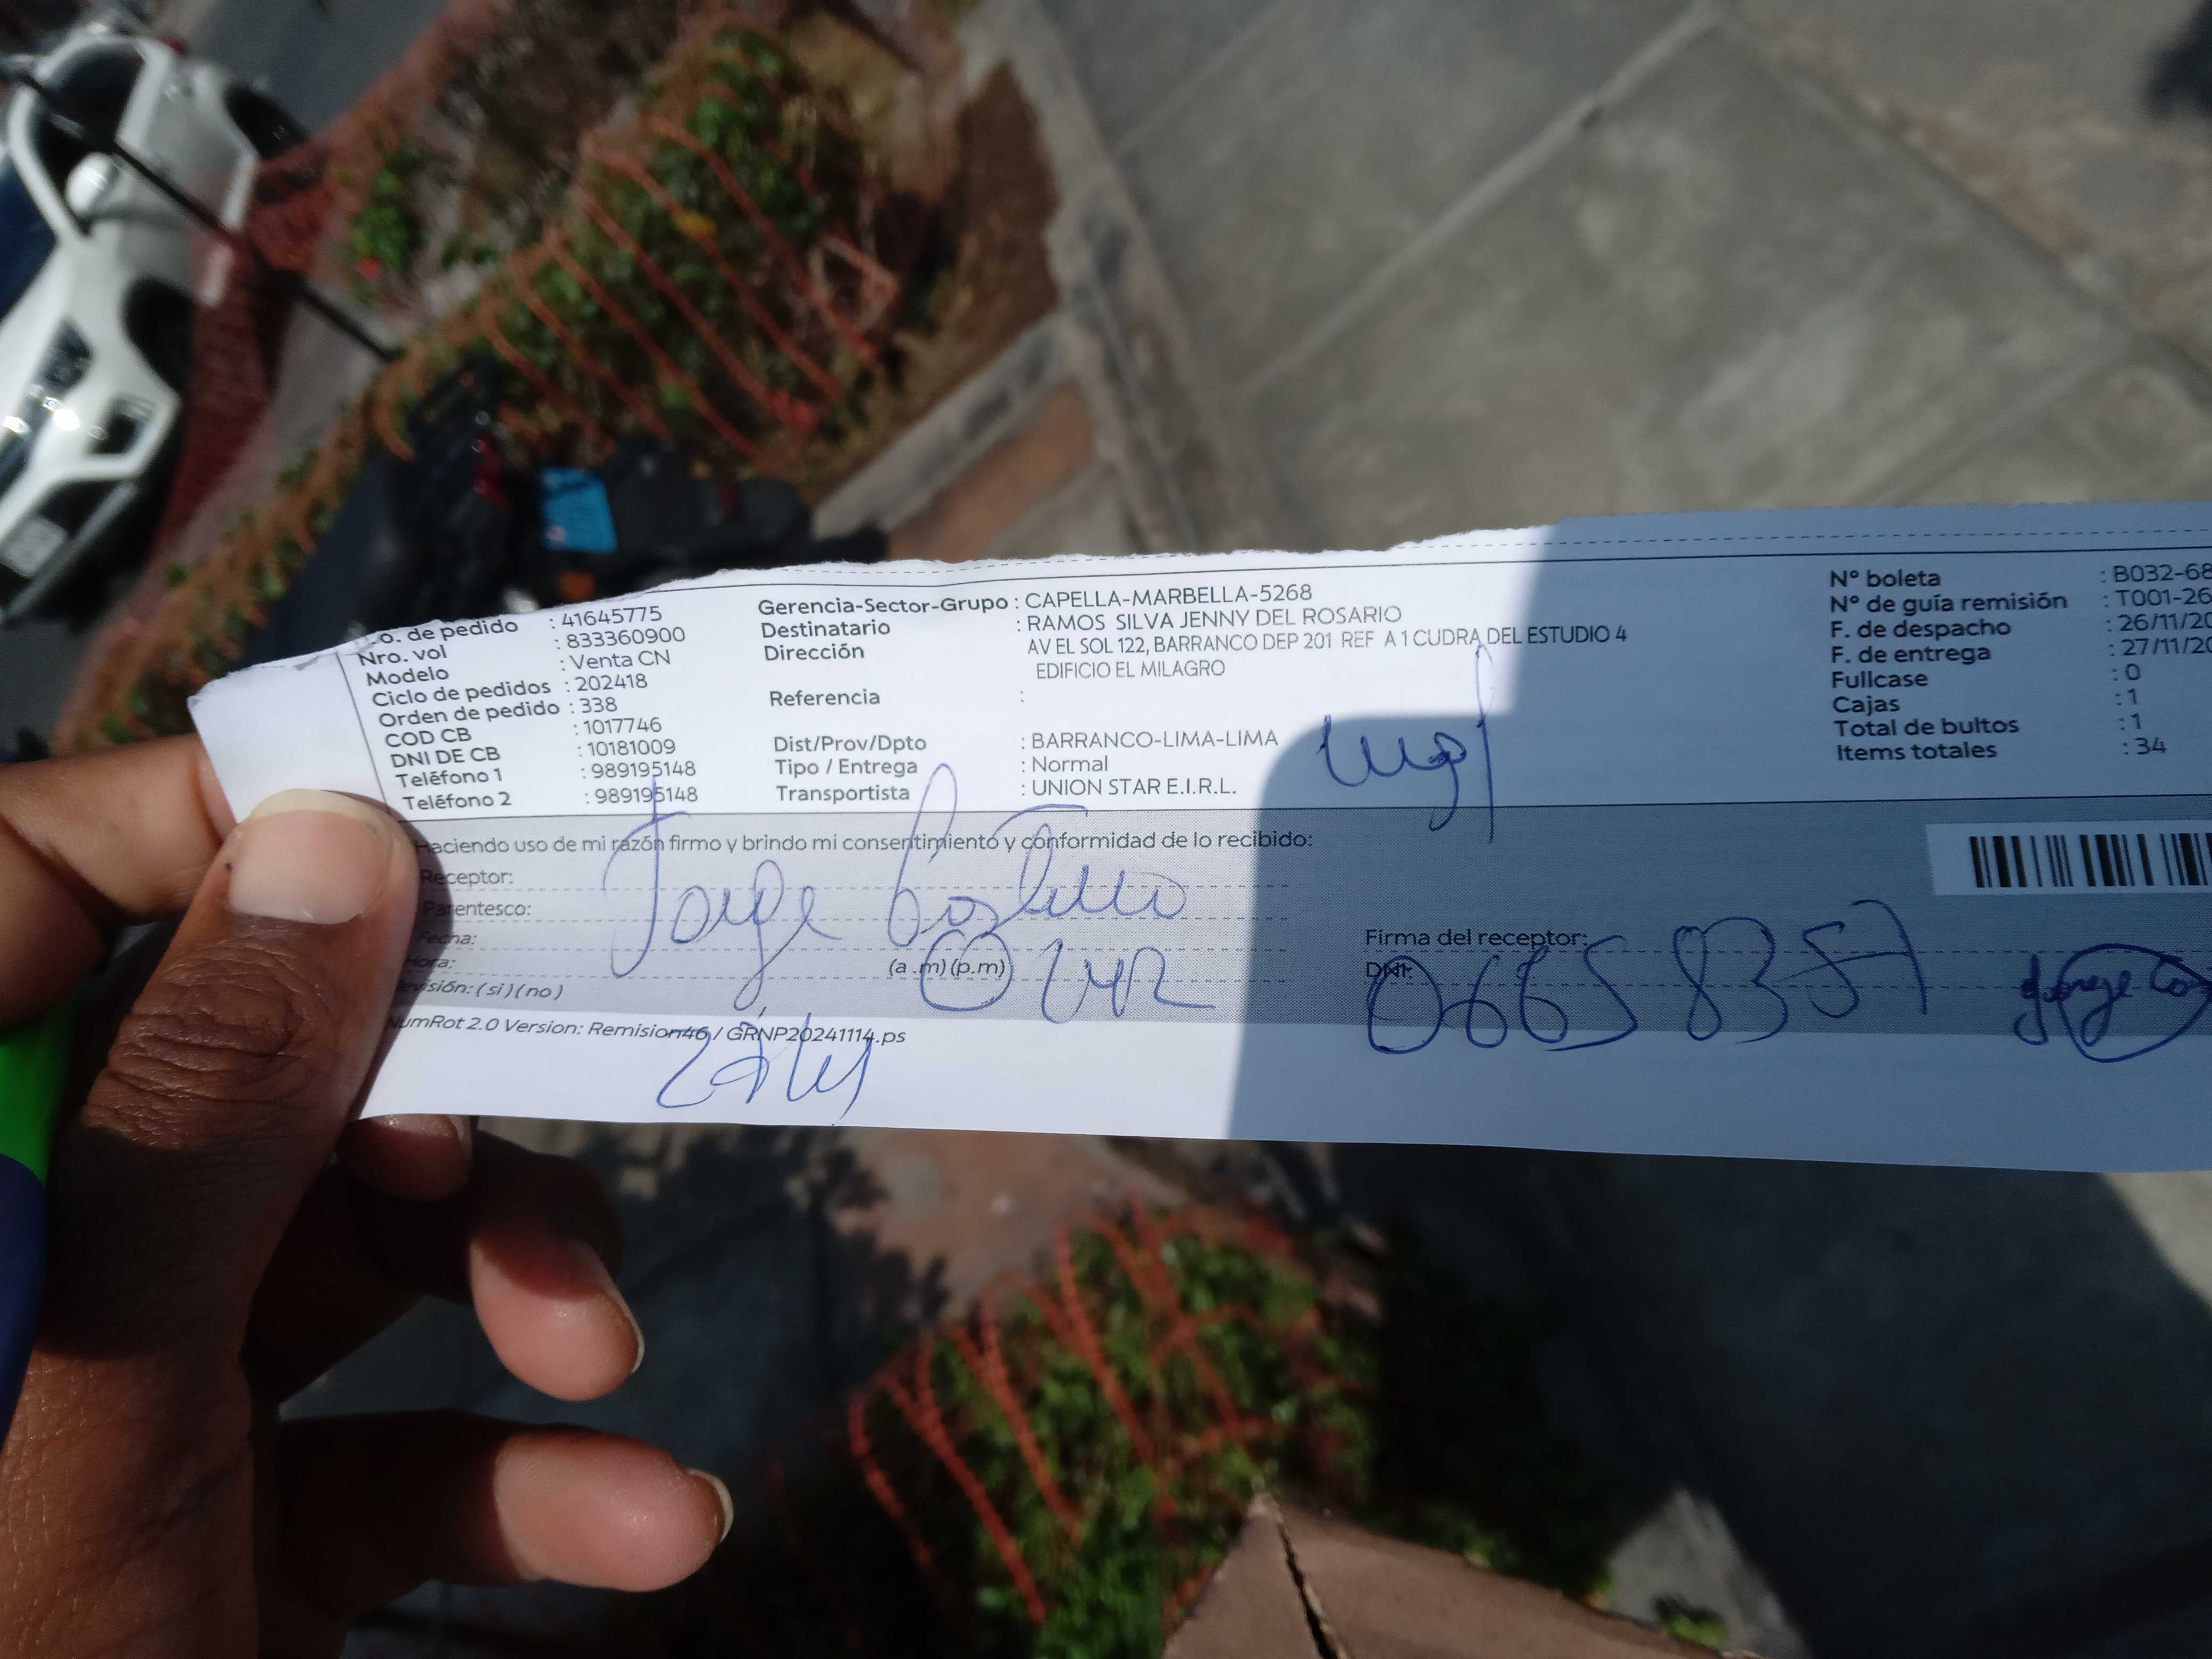 o. de pedido : 41645775
Nro. vol : 833360900
Modelo : Venta CN
Ciclo de pedidos : 202418
Orden de pedido : 338
COD CB : 1017746
DNI DE CB : 10181009
Teléfono 1 : 989195148
Teléfono 2 : 989195148
Gerencia-Sector-Grupo : CAPELLA-MARBELLA-5268
Destinatario : RAMOS SILVA JENNY DEL ROSARIO
Dirección AV EL SOL 122, BARRANCO DEP 201 REF A 1 CUDRA DEL ESTUDIO 4
EDIFICIO EL MILAGRO
Referencia :
Dist/Prov/Dpto : BARRANCO-LIMA-LIMA
Tipo / Entrega : Normal
Transportista : UNION STAR E.I.R.L.
N° boleta : B032-68
N° de guía remisión : T001-26
F. de despacho : 26/11/20
F. de entrega : 27/11/20
Fullcase : 0
Cajas : 1
Total de bultos : 1
Items totales : 34
Haciendo uso de mi razón firmo y brindo mi consentimiento y conformidad de lo recibido:
Receptor:
Parentesco:
Jorge Castillo
Fecha:
Hora: (a.m)(p.m)
evisión: (si)(no)
Firma del receptor:
DNI: 06658357
NumRot 2.0 Version: Remision46 / GRNP20241114.ps